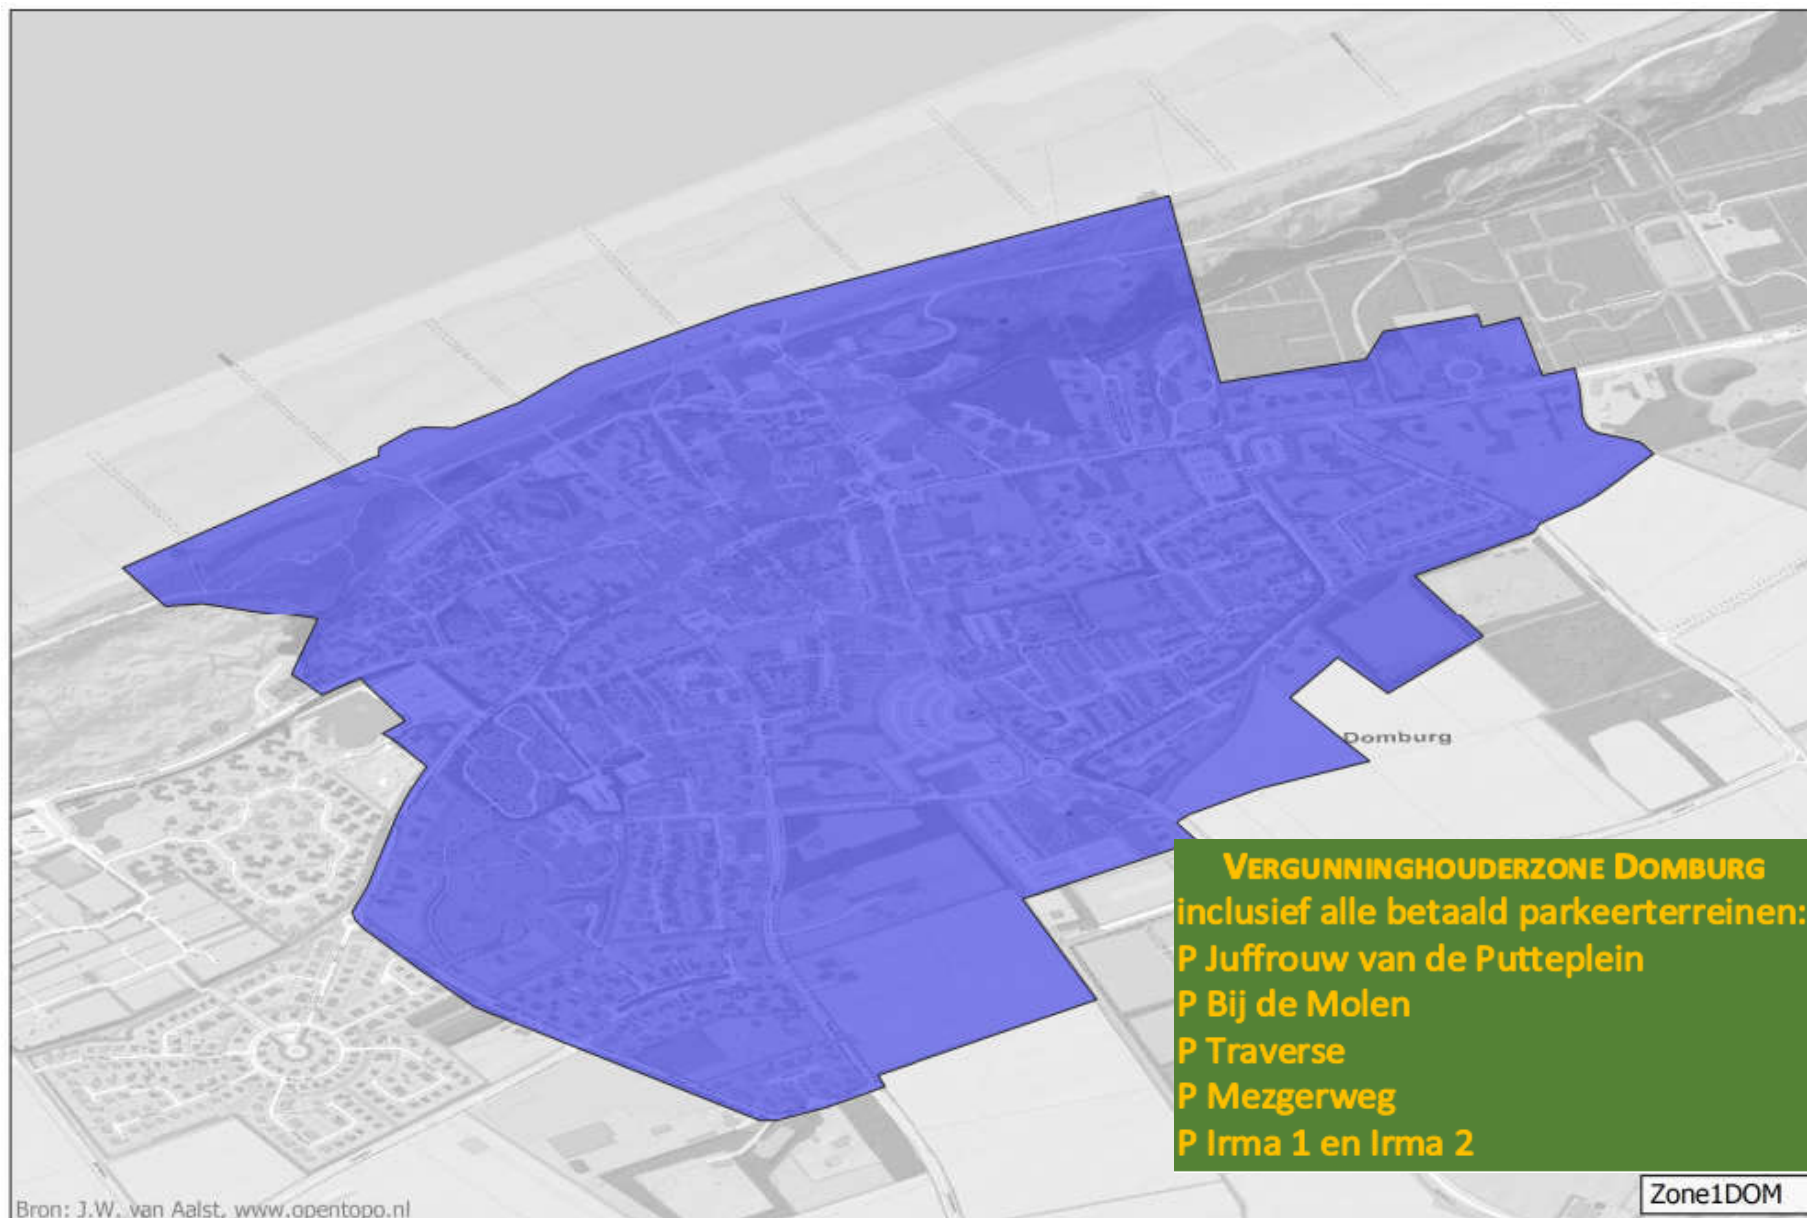 Domburg
VERGUNNINGHOUDERZONE DOMBURG
inclusief alle betaald parkeerterreinen:
P Juffrouw van de Putteplein
P Bij de Molen
P Traverse
P Mezgerweg
P Irma 1 en Irma 2
Zone1DOM
Bron: J.W. van Aalst, www.opentopo.nl